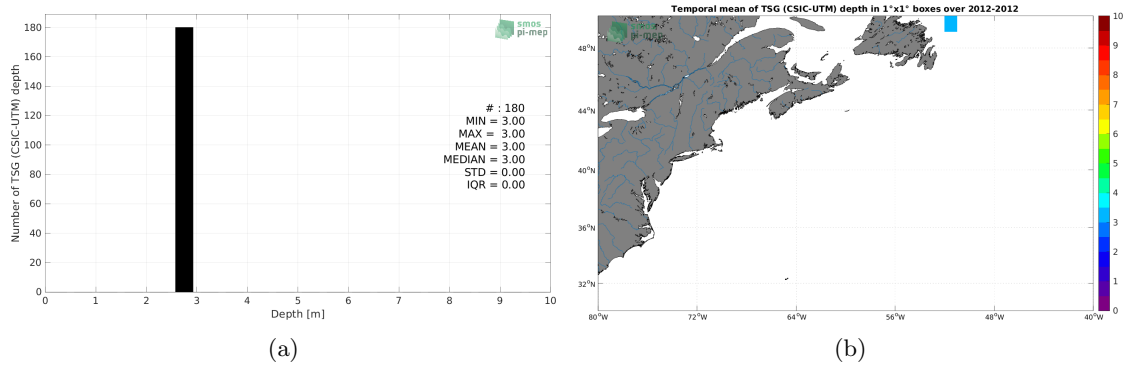 180
160
140
120
100
80
60
40
20
0
Number of TSG (CSIC-UTM) depth
smos
pi-mep
# : 180
MIN = 3.00
MAX = 3.00
MEAN = 3.00
MEDIAN = 3.00
STD = 0.00
IQR = 0.00
0 1 2 3 4 5 6 7 8 9 10
Depth [m]
(a)
Temporal mean of TSG (CSIC-UTM) depth in 1°x1° boxes over 2012-2012
smos
pi-mep
48°N
44°N
40°N
36°N
32°N
80°W 72°W 64°W 56°W 48°W 40°W
10
9
8
7
6
5
4
3
2
1
0
(b)